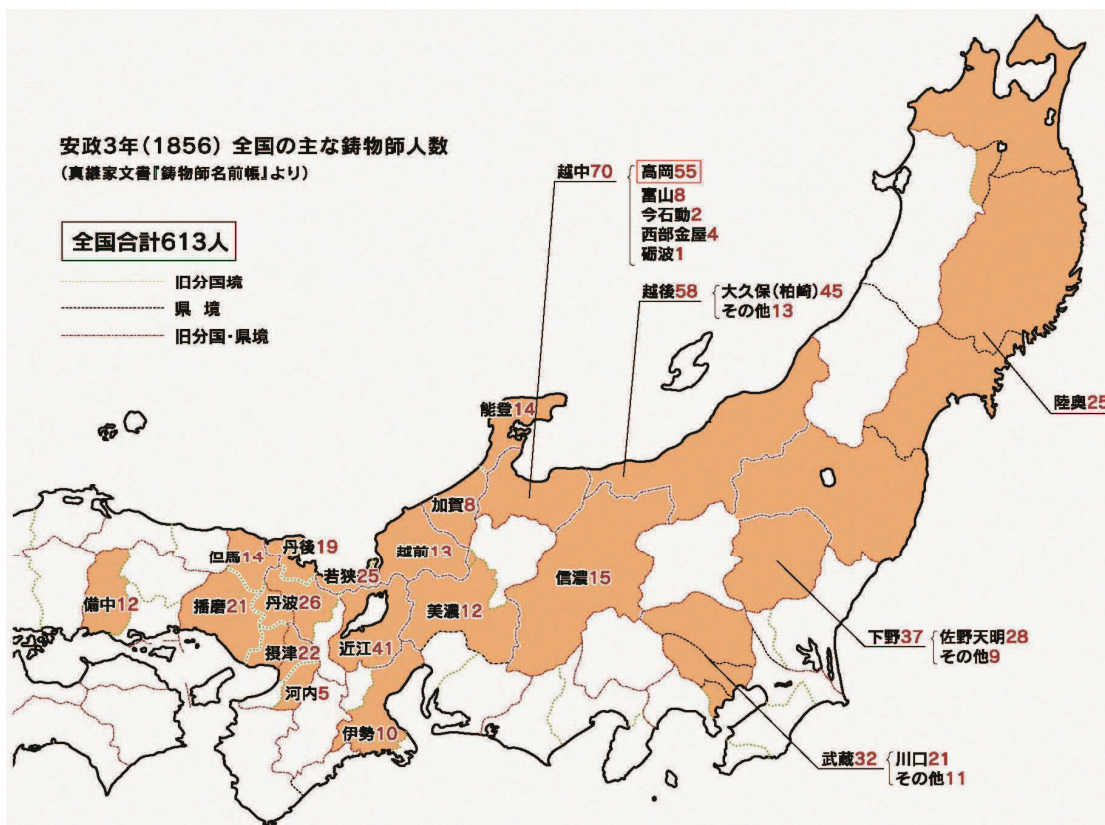 安政3年(1856) 全国の主な鋳物師人数
(真継家文書『鋳物師名前帳』より)
全国合計613人
旧分国境
県 境
旧分国・県境
越中70
高岡55
富山8
今石動2
西部金屋4
砺波1
越後58
大久保(柏崎)45
その他13
陸奥25
能登14
加賀8
越前13
丹後19
但馬14
若狭25
信濃15
備中12
播磨21
丹波26
美濃12
摂津22
近江41
河内5
伊勢10
下野37
佐野天明28
その他9
武蔵32
川口21
その他11